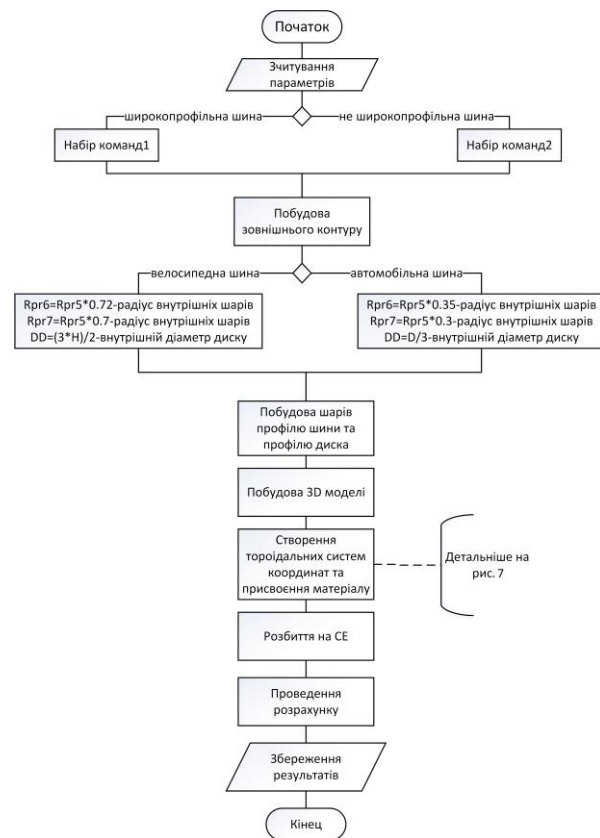 Початок
Зчитування
параметрів
широкопрофільна шина
не широкопрофільна шина
Набір команд1
Набір команд2
Побудова
зовнішнього контуру
велосипедна шина
автомобільна шина
Rpr6=Rpr5*0.72-радіус внутрішніх шарів
Rpr7=Rpr5*0.7-радіус внутрішніх шарів
DD=(3*H)/2-внутрішній діаметр диску
Rpr6=Rpr5*0.35-радіус внутрішніх шарів
Rpr7=Rpr5*0.3-радіус внутрішніх шарів
DD=D/3-внутрішній діаметр диску
Побудова шарів
профілю шини та
профілю диска
Побудова 3D моделі
Створення
тороідальних систем
координат та
присвоєння матеріалу
Детальніше на
рис. 7
Розбиття на СЕ
Проведення
розрахунку
Збереження
результатів
Кінец